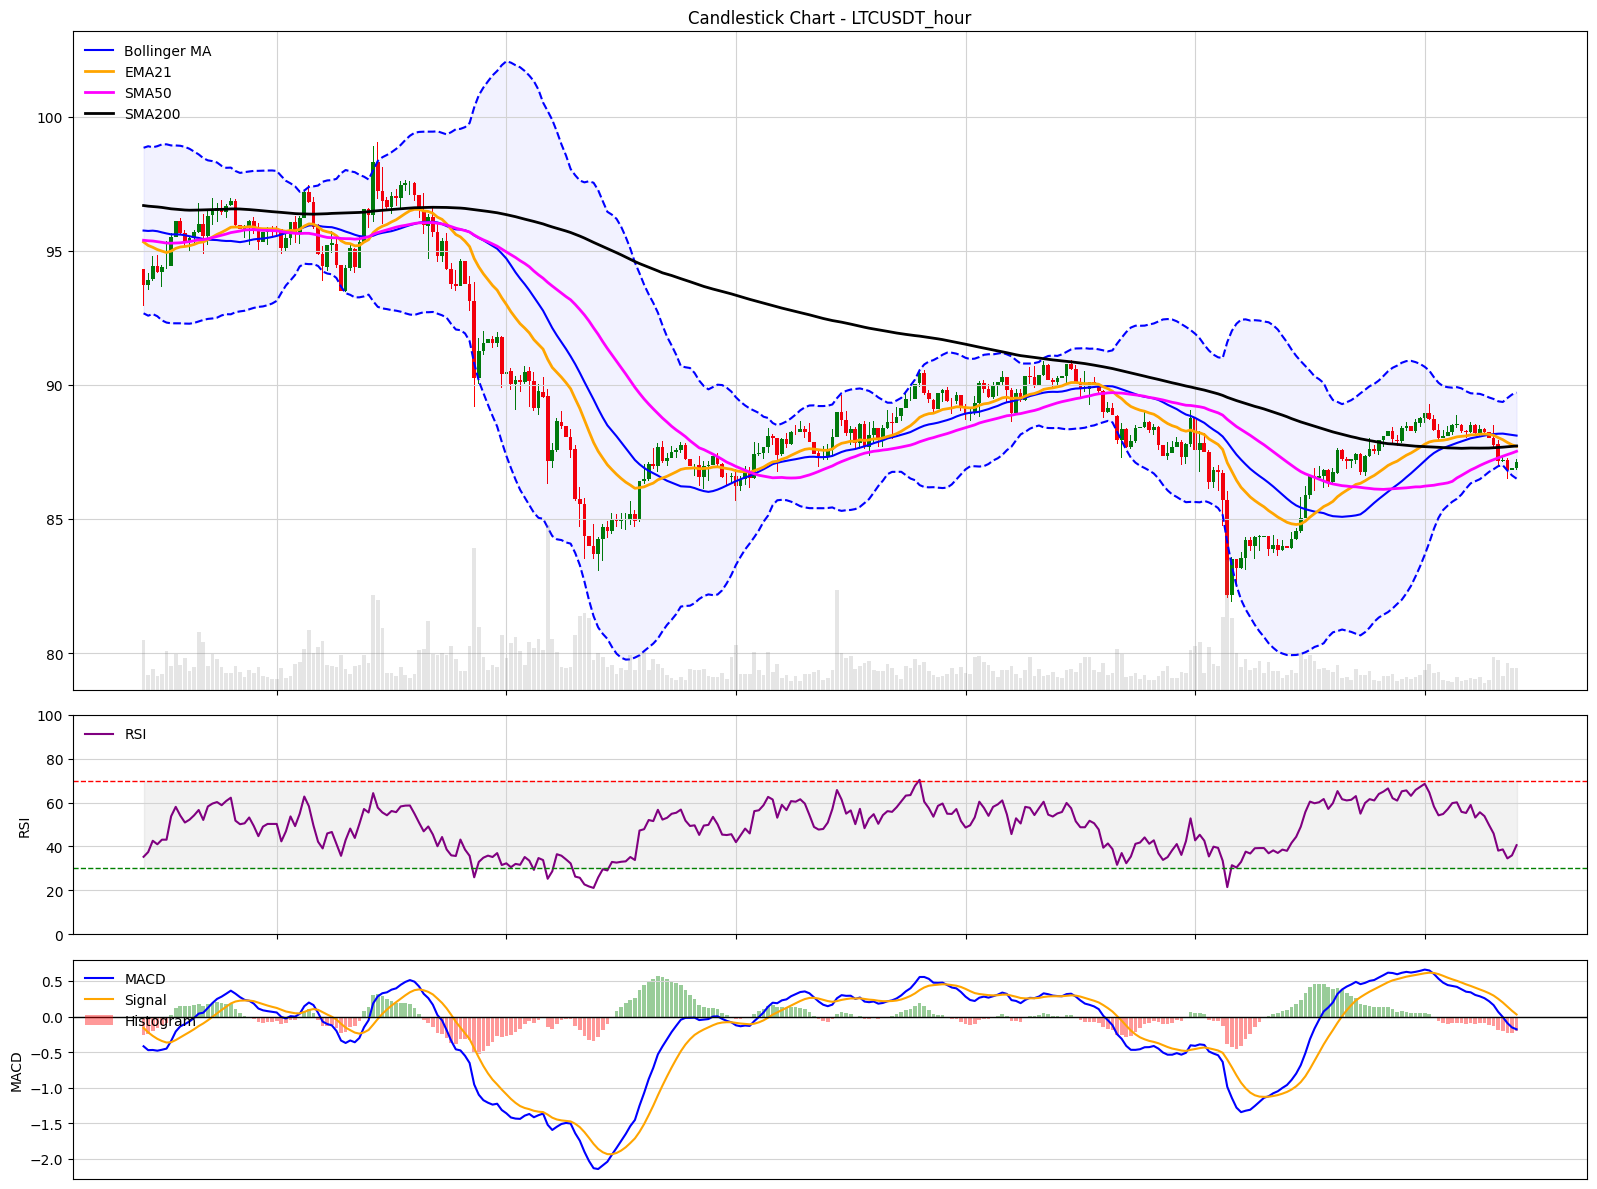 Candlestick Chart - LTCUSDT_hour
Bollinger MA
EMA21
SMA50
SMA200
100
95
90
85
80
RSI
100
80
60
40
20
0
RSI
MACD
Signal
Histogram
0.5
0.0
−0.5
−1.0
−1.5
−2.0
MACD